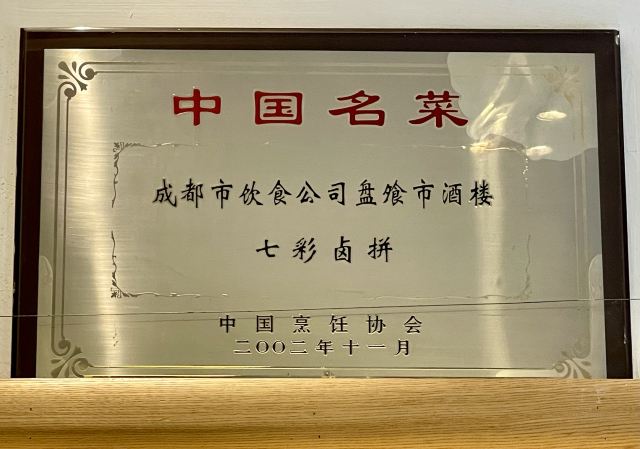 中国名菜
成都市饮食公司盘飧市酒楼
七彩卤拼
中国烹饪协会
二〇〇二年十一月